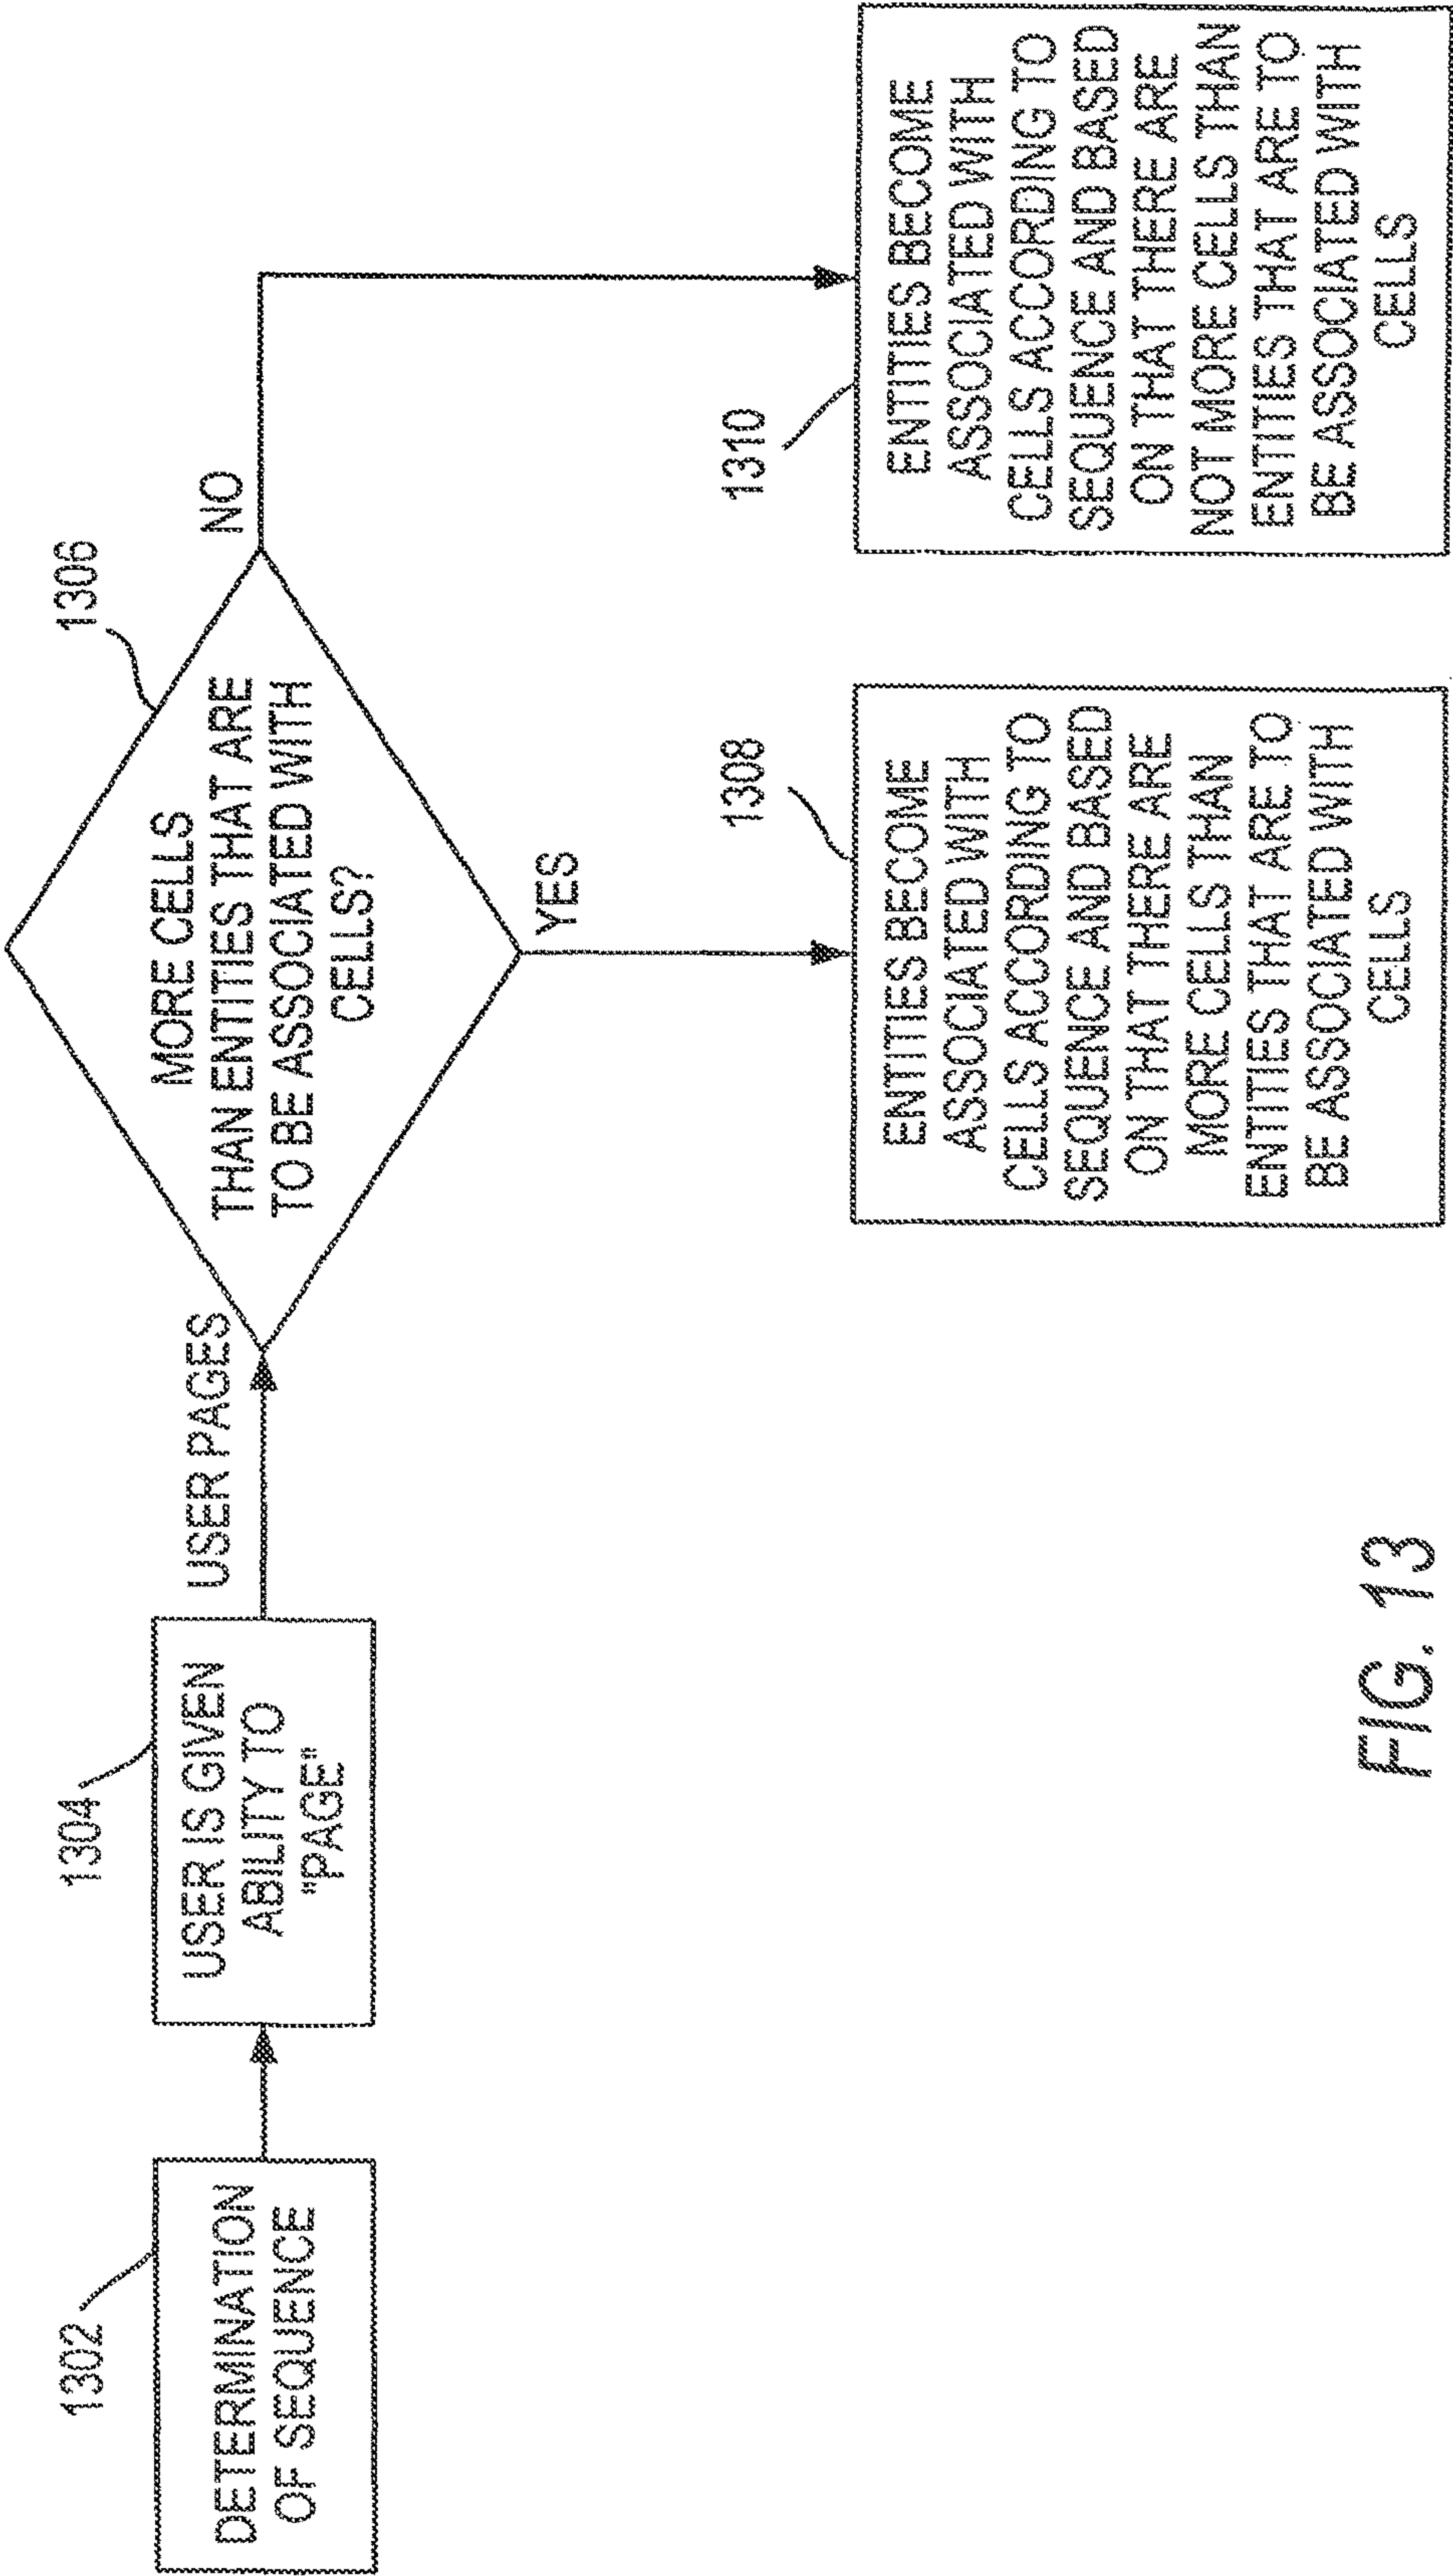 1302
DETERMINATION
OF SEQUENCE
1304
USER IS GIVEN
ABILITY TO
"PAGE"
USER PAGES
1306
MORE CELLS
THAN ENTITIES THAT ARE
TO BE ASSOCIATED WITH
CELLS?
NO
YES
1308
ENTITIES BECOME
ASSOCIATED WITH
CELLS ACCORDING TO
SEQUENCE AND BASED
ON THAT THERE ARE
MORE CELLS THAN
ENTITIES THAT ARE TO
BE ASSOCIATED WITH
CELLS
1310
ENTITIES BECOME
ASSOCIATED WITH
CELLS ACCORDING TO
SEQUENCE AND BASED
ON THAT THERE ARE
NOT MORE CELLS THAN
ENTITIES THAT ARE TO
BE ASSOCIATED WITH
CELLS
FIG. 13